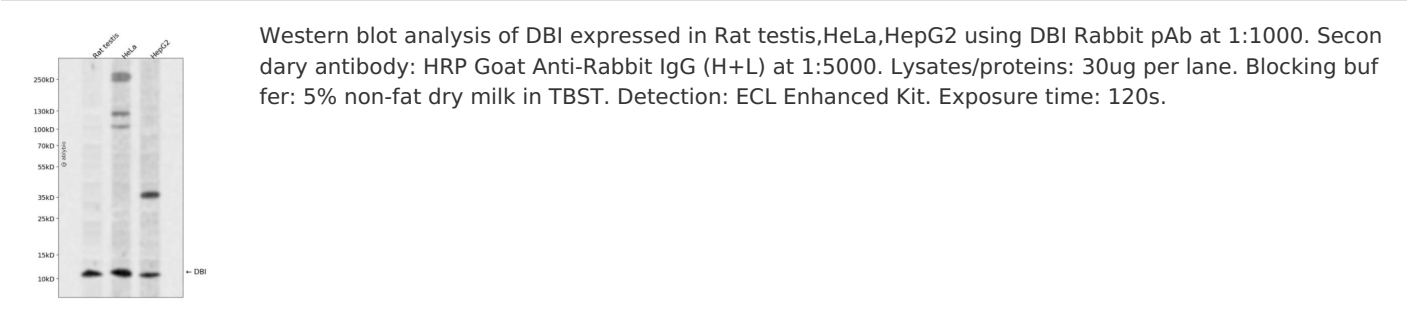 Rat testis HeLa HepG2
Western blot analysis of DBI expressed in Rat testis,HeLa,HepG2 using DBI Rabbit pAb at 1:1000. Secon
dary antibody: HRP Goat Anti-Rabbit IgG (H+L) at 1:5000. Lysates/proteins: 30ug per lane. Blocking buf
fer: 5% non-fat dry milk in TBST. Detection: ECL Enhanced Kit. Exposure time: 120s.
250kD
130kD
100kD
70kD
55kD
35kD
25kD
15kD
10kD
← DBI